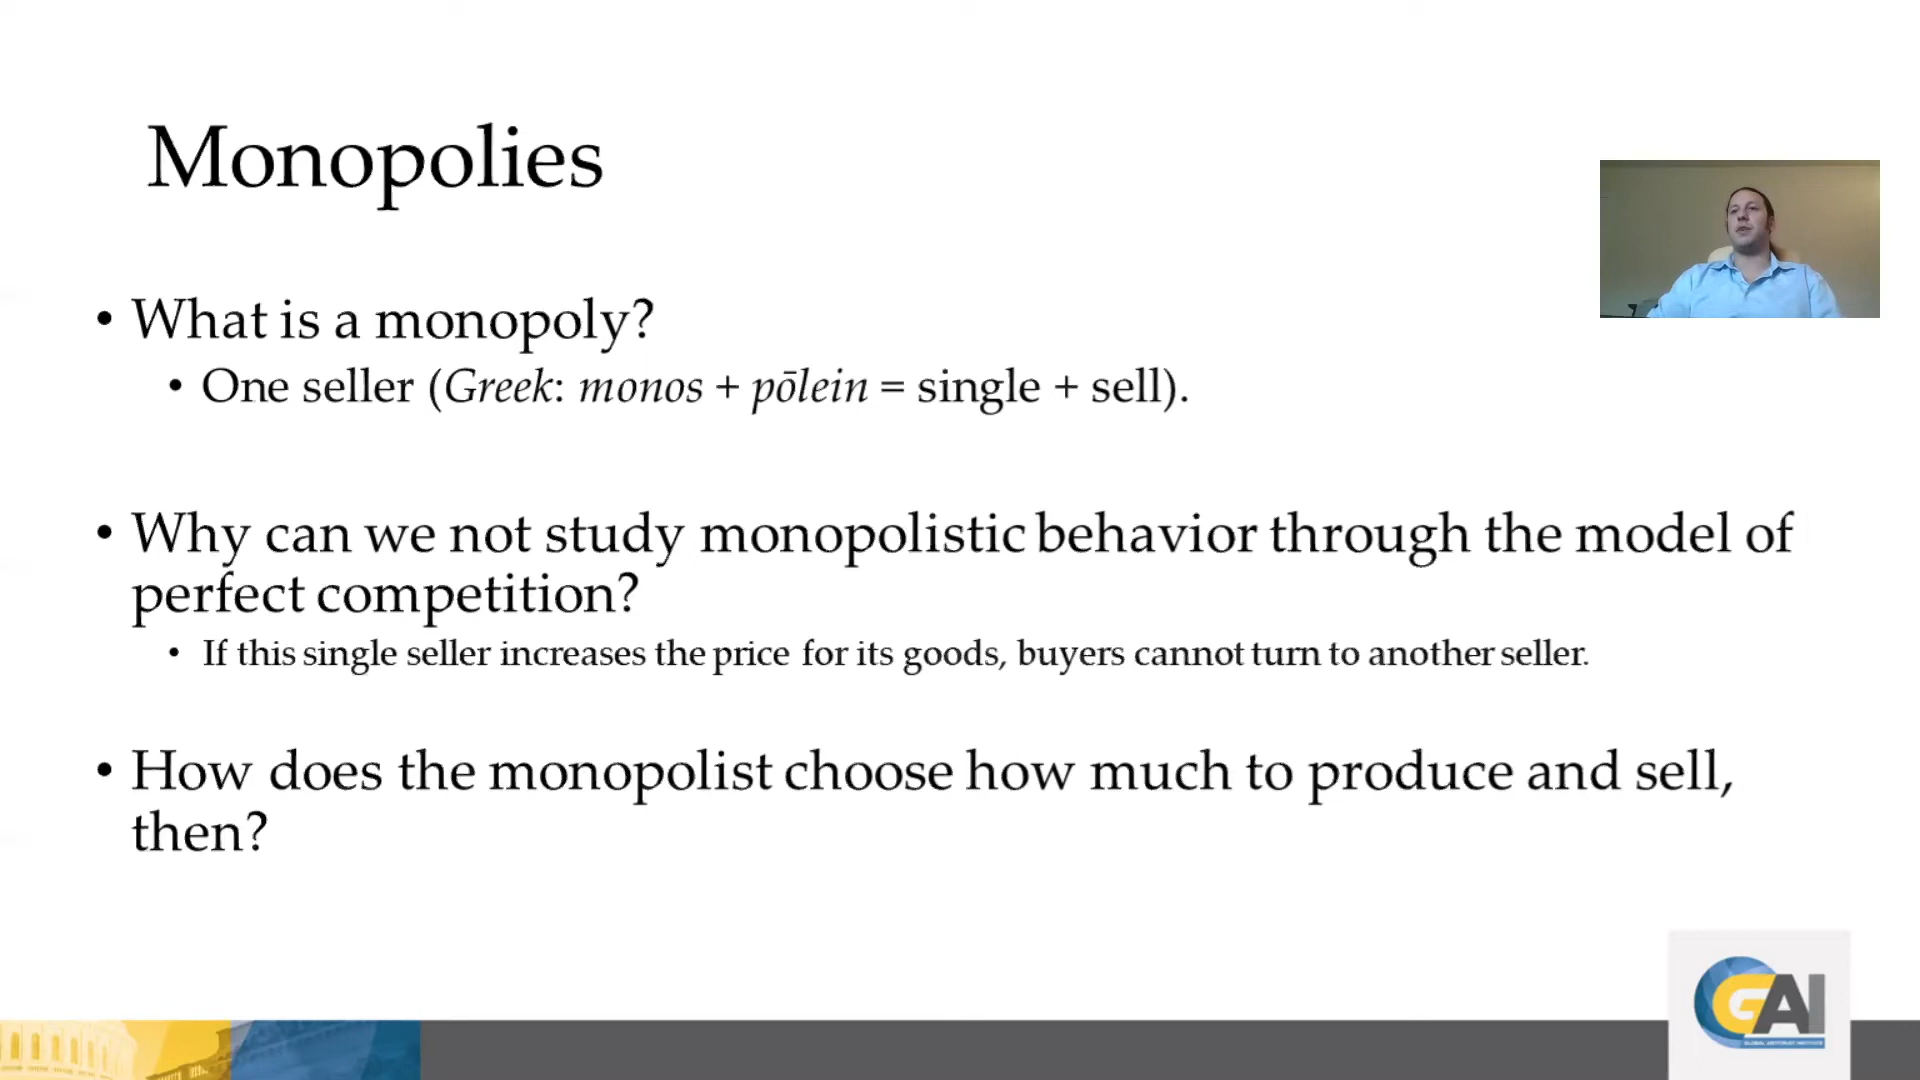 Monopolies
• What is a monopoly?
• One seller (Greek: monos + pōlein = single + sell).
• Why can we not study monopolistic behavior through the model of
perfect competition?
• If this single seller increases the price for its goods, buyers cannot turn to another seller.
• How does the monopolist choose how much to produce and sell,
then?
GAI